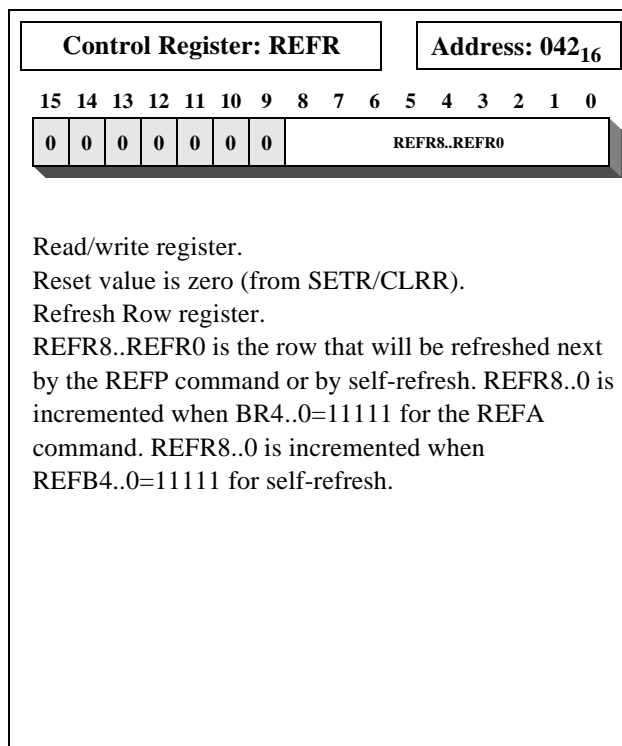 Control Register: REFR
Address: 042₁₆
15 14 13 12 11 10 9 8 7 6 5 4 3 2 1 0
0 0 0 0 0 0 0 REFR8..REFR0
Read/write register.
Reset value is zero (from SETR/CLRR).
Refresh Row register.
REFR8..REFR0 is the row that will be refreshed next
by the REFP command or by self-refresh. REFR8..0 is
incremented when BR4..0=11111 for the REFA
command. REFR8..0 is incremented when
REFB4..0=11111 for self-refresh.